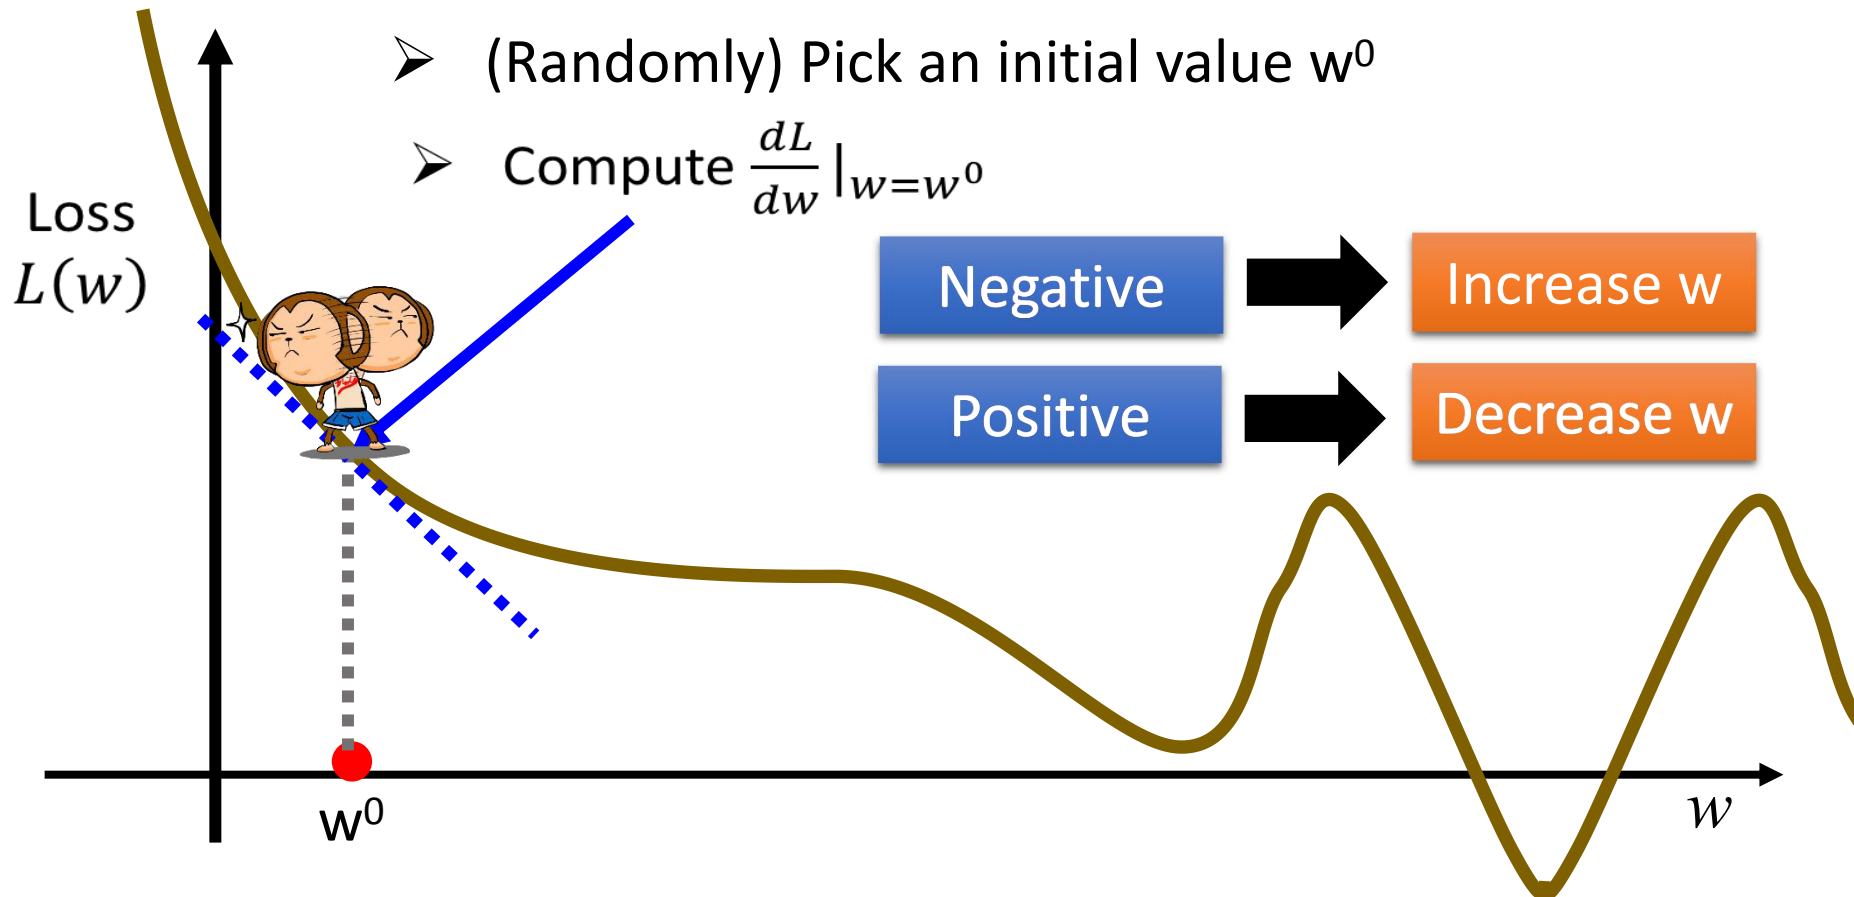 ➢ (Randomly) Pick an initial value w⁰
➢ Compute dL/dw |w=w⁰
Loss
L(w)
Negative
Increase w
Positive
Decrease w
w⁰
w